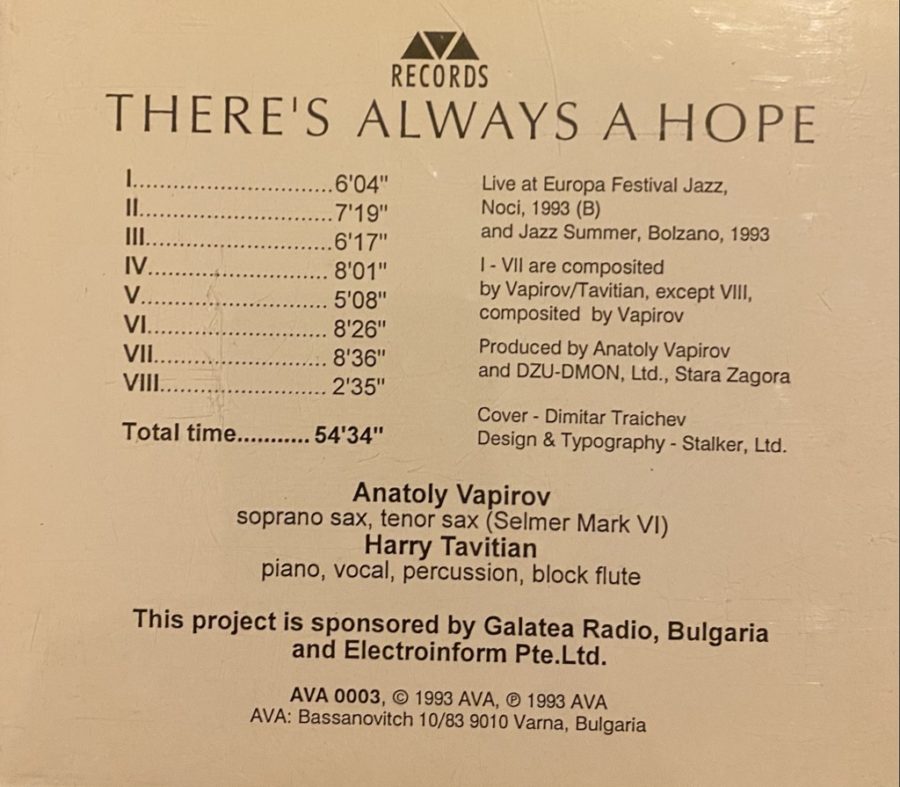 AVA
RECORDS
THERE'S ALWAYS A HOPE
I.............................6'04"
II............................7'19"
III...........................6'17"
IV.......................... 8'01"
V........................... 5'08"
VI.......................... 8'26"
VII......................... 8'36"
VIII........................ 2'35"
Total time........... 54'34"
Live at Europa Festival Jazz,
Noci, 1993 (B)
and Jazz Summer, Bolzano, 1993
I - VII are composited
by Vapirov/Tavitian, except VIII,
composited by Vapirov
Produced by Anatoly Vapirov
and DZU-DMON, Ltd., Stara Zagora
Cover - Dimitar Traichev
Design & Typography - Stalker, Ltd.
Anatoly Vapirov
soprano sax, tenor sax (Selmer Mark VI)
Harry Tavitian
piano, vocal, percussion, block flute
This project is sponsored by Galatea Radio, Bulgaria
and Electroinform Pte.Ltd.
AVA 0003, © 1993 AVA, ℗ 1993 AVA
AVA: Bassanovitch 10/83 9010 Varna, Bulgaria